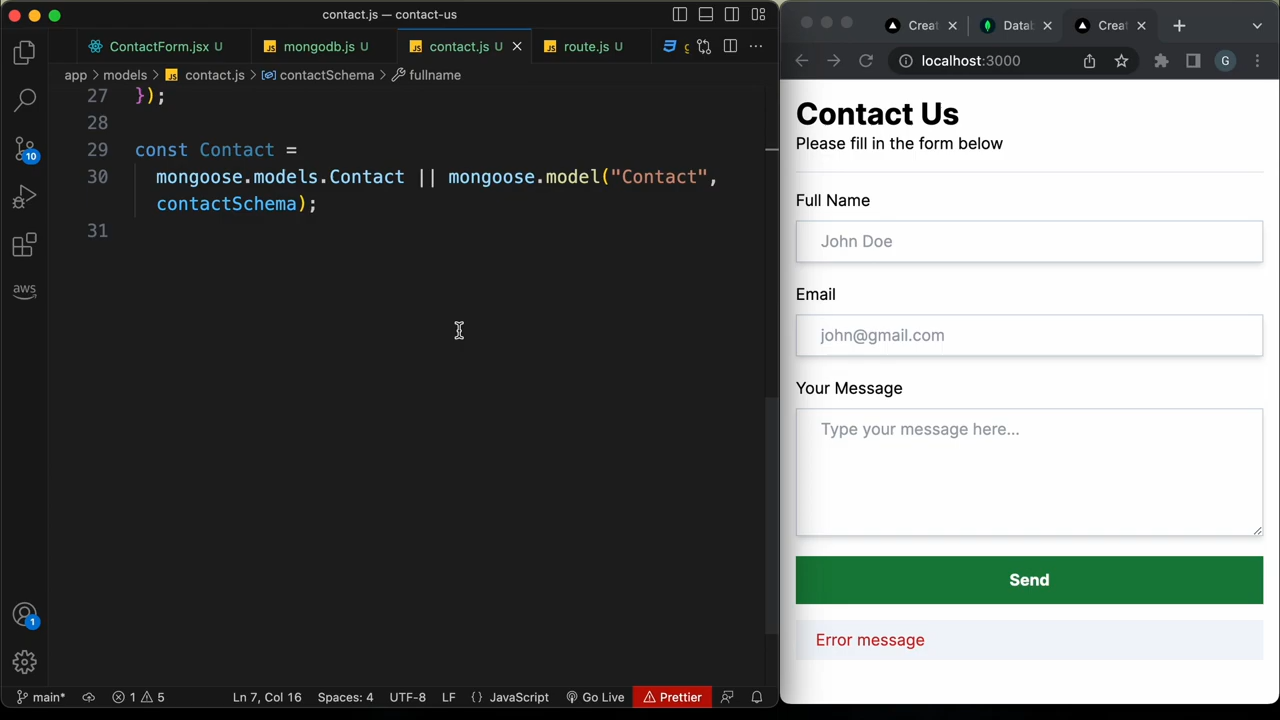 contact.js — contact-us
ContactForm.jsx U
mongodb.js U
contact.js U
route.js U
g
app > models > JS contact.js > contactSchema > fullname
27 });
28
29 const Contact =
30 mongoose.models.Contact || mongoose.model("Contact",
contactSchema);
31
10
aws
1
main*
1 5
Ln 7, Col 16
Spaces: 4
UTF-8
LF
{} JavaScript
Go Live
Prettier
Creat
Datab
Creat
localhost:3000
G
Contact Us
Please fill in the form below
Full Name
John Doe
Email
john@gmail.com
Your Message
Type your message here...
Send
Error message